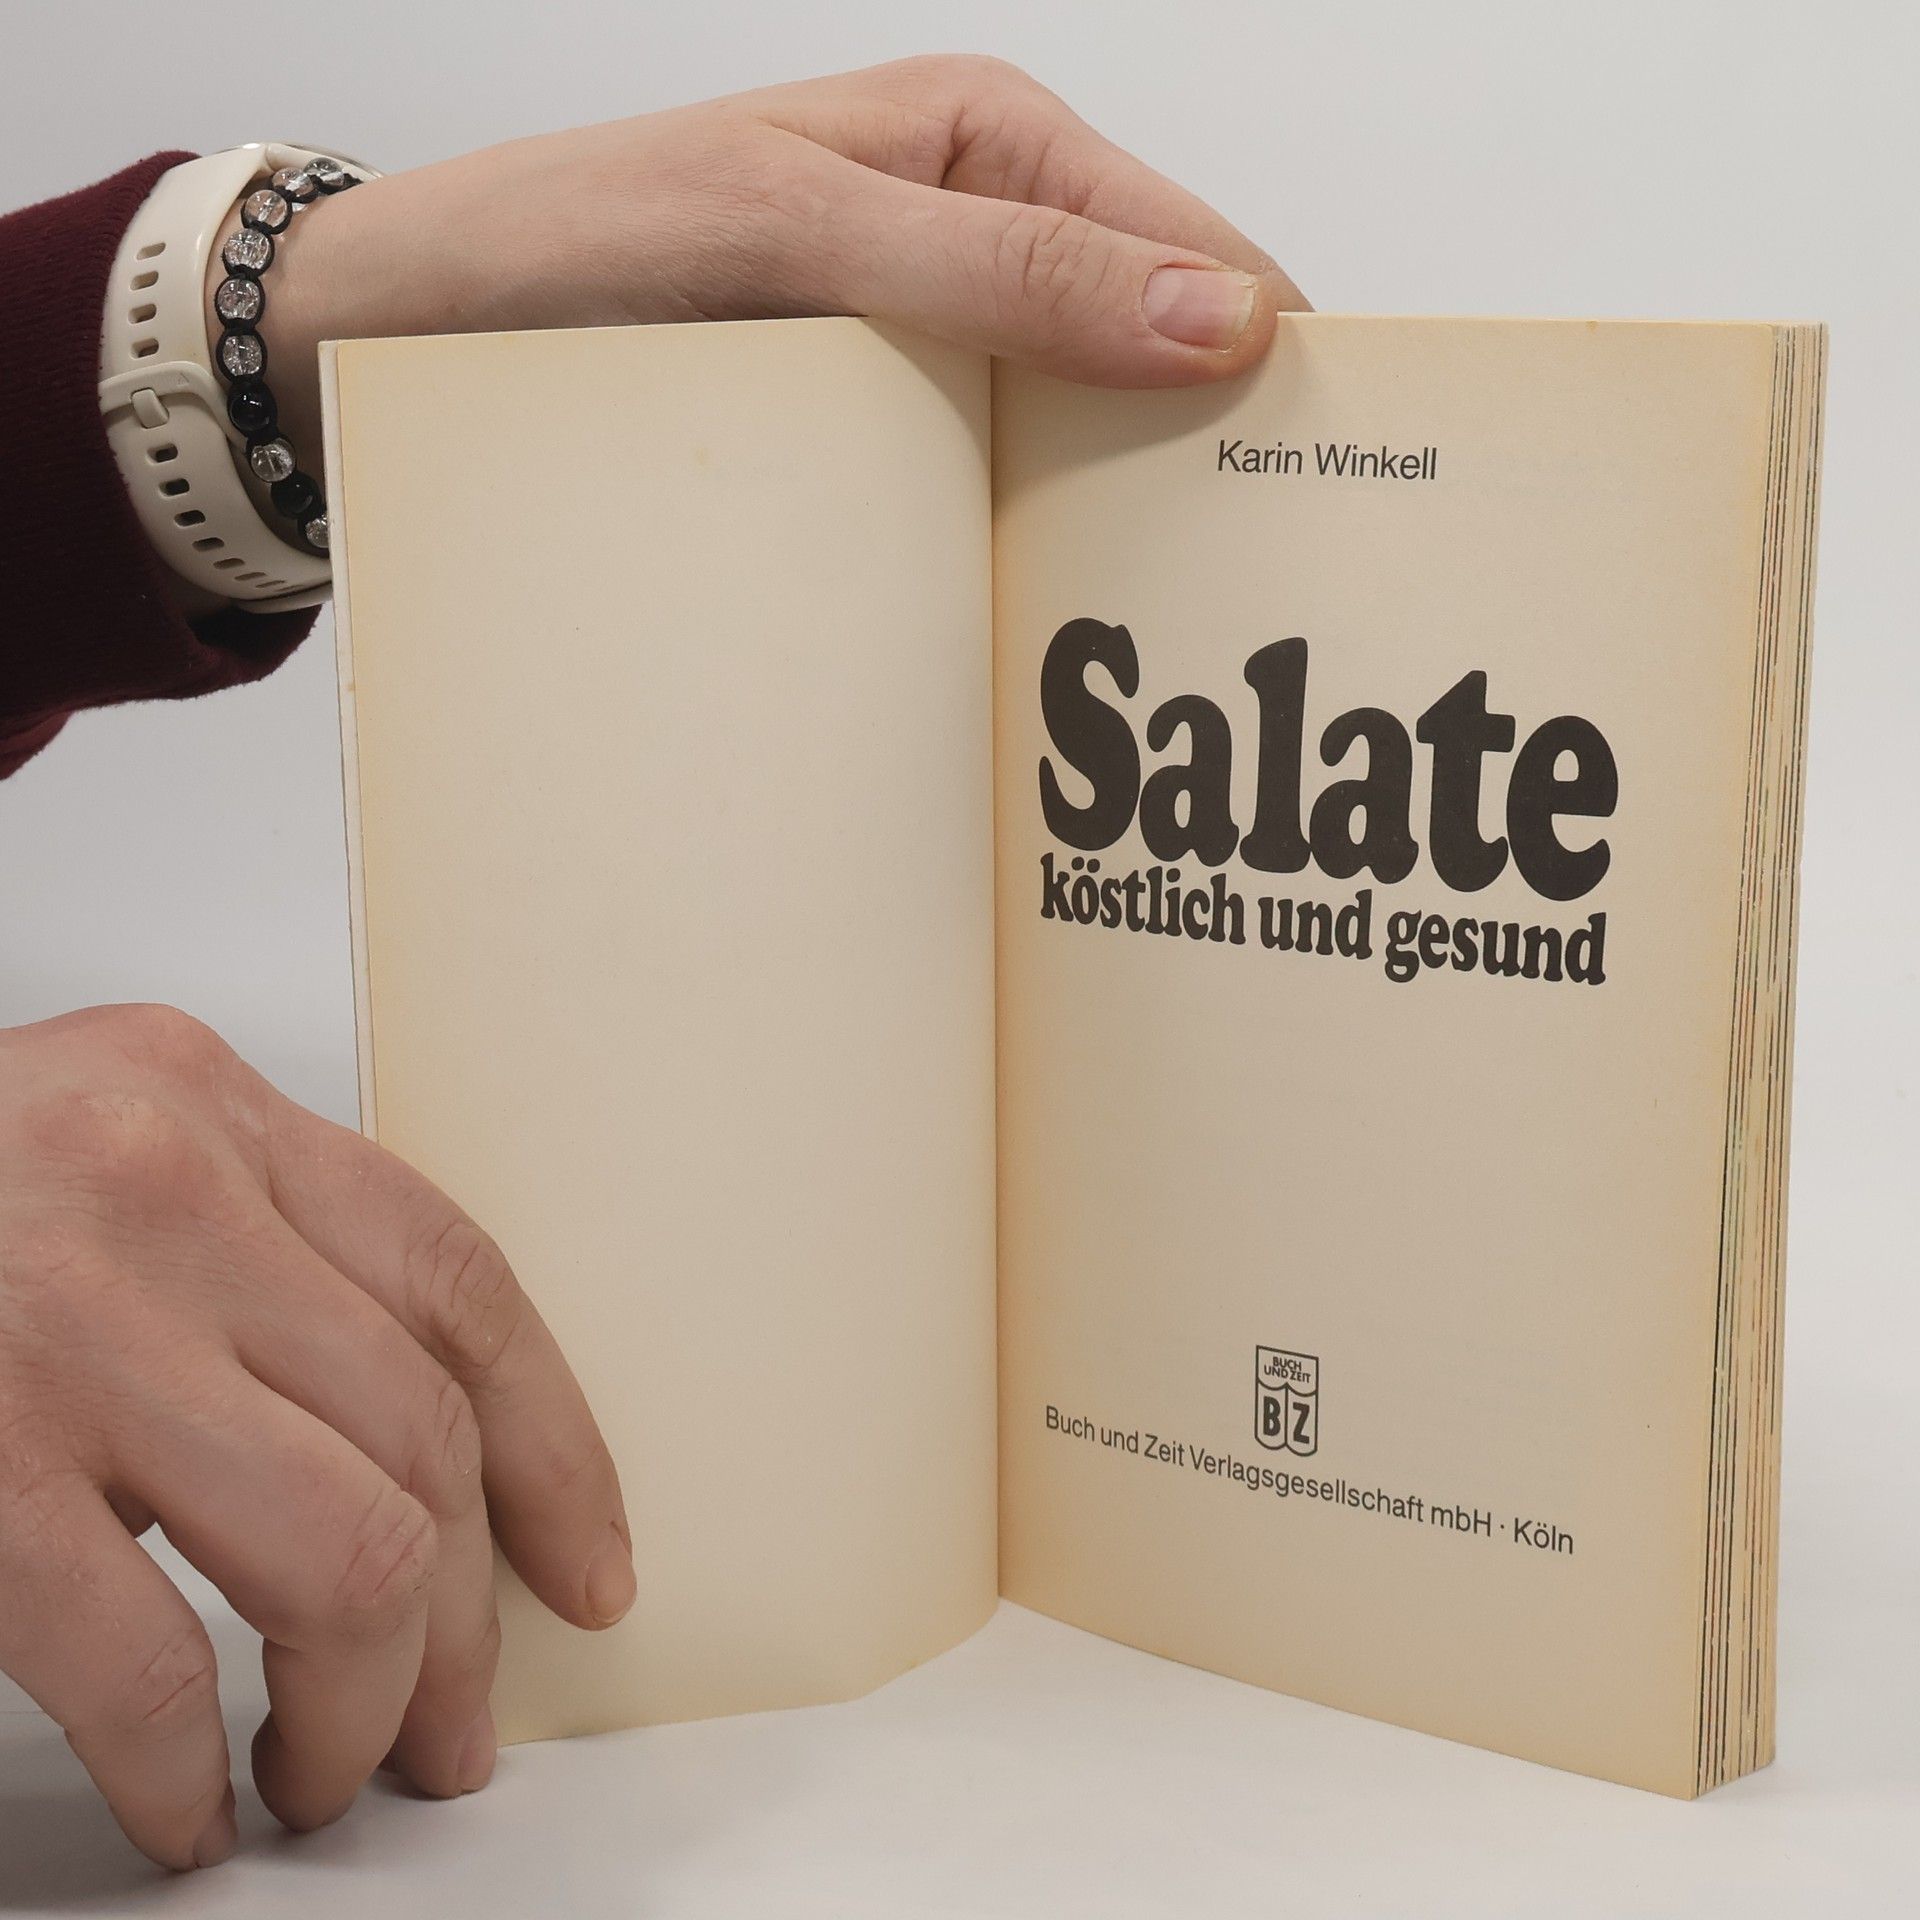 Karin Winkell
Salate
köstlich und gesund
BUCH
UND ZEIT
BZ
Buch und Zeit Verlagsgesellschaft mbH · Köln